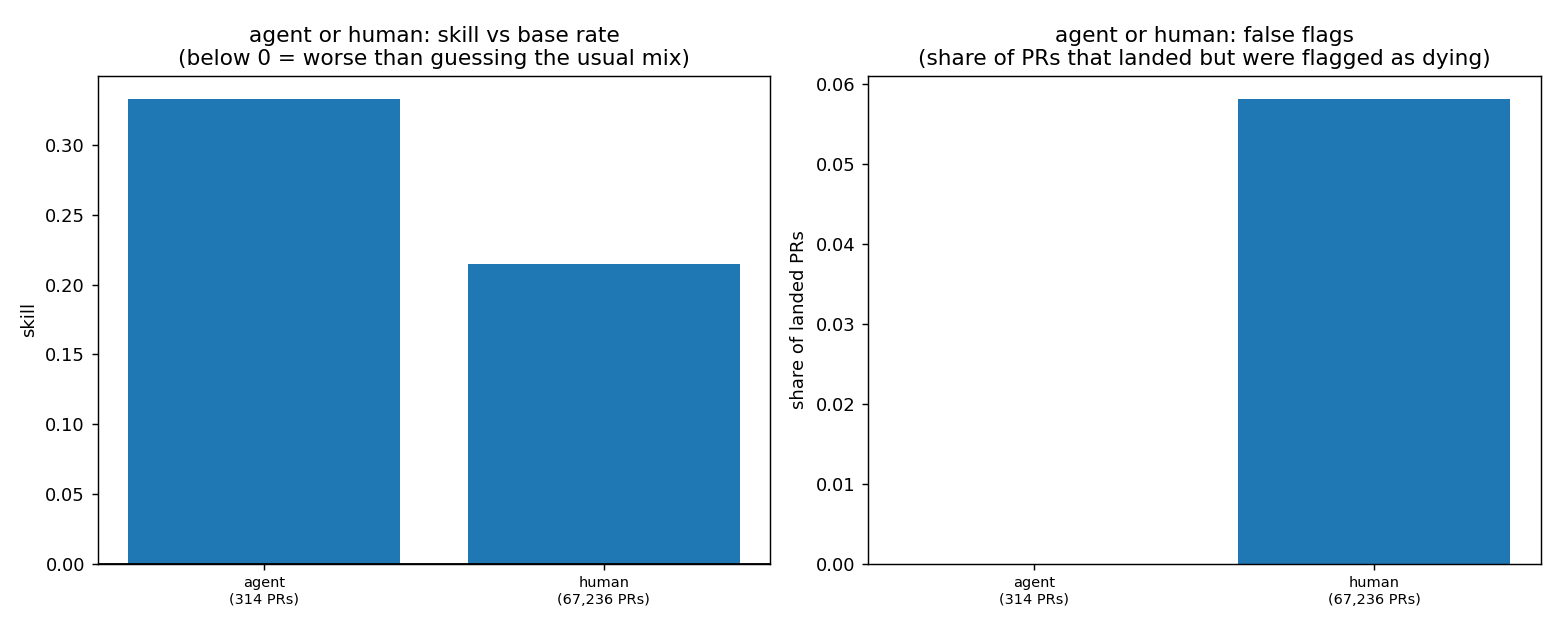 agent or human: skill vs base rate
(below 0 = worse than guessing the usual mix)
skill
0.30
0.25
0.20
0.15
0.10
0.05
0.00
agent
(314 PRs)
human
(67,236 PRs)
agent or human: false flags
(share of PRs that landed but were flagged as dying)
share of landed PRs
0.06
0.05
0.04
0.03
0.02
0.01
0.00
agent
(314 PRs)
human
(67,236 PRs)